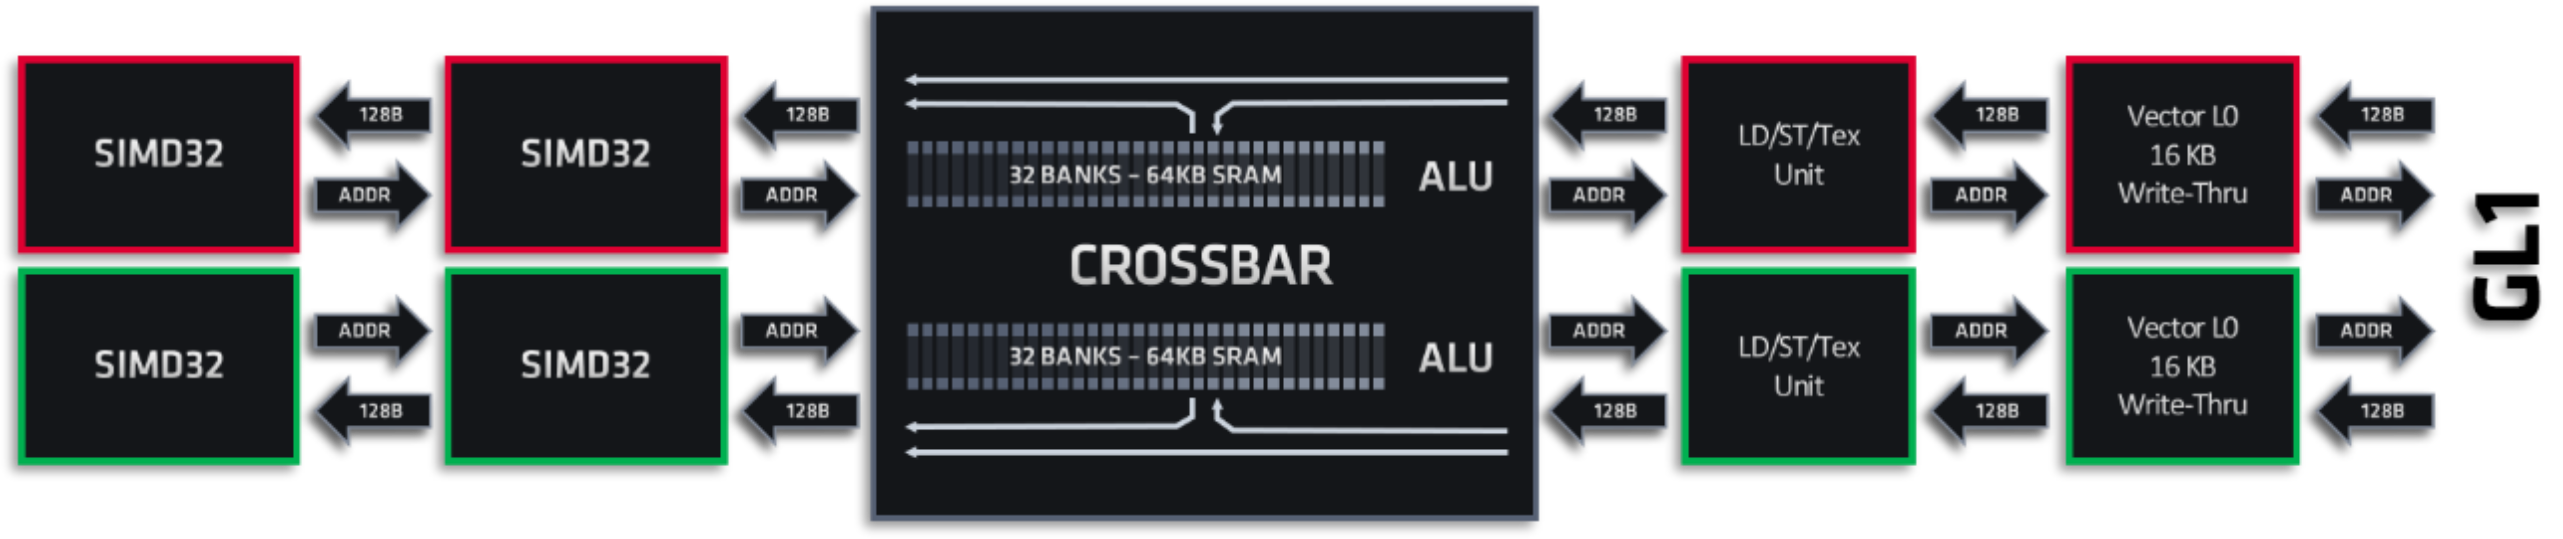 SIMD32
128B
ADDR
SIMD32
128B
ADDR
32 BANKS – 64KB SRAM
ALU
CROSSBAR
32 BANKS – 64KB SRAM
ALU
128B
ADDR
LD/ST/Tex
Unit
128B
ADDR
Vector L0
16 KB
Write-Thru
128B
ADDR
SIMD32
ADDR
128B
SIMD32
ADDR
128B
ADDR
128B
LD/ST/Tex
Unit
ADDR
128B
Vector L0
16 KB
Write-Thru
ADDR
128B
GL1